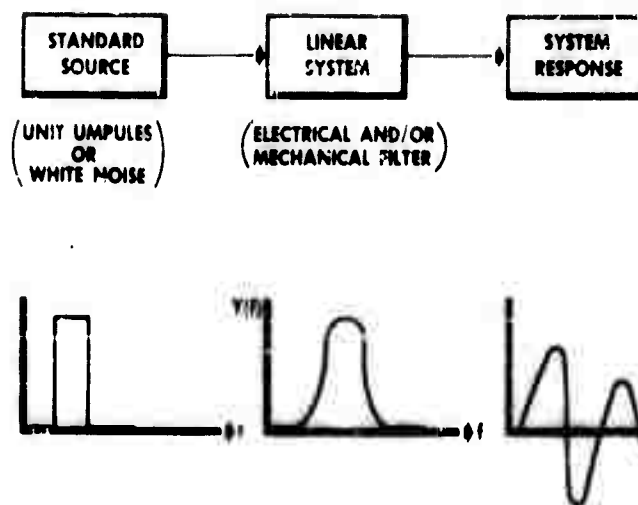 STANDARD
SOURCE
LINEAR
SYSTEM
SYSTEM
RESPONSE
(UNIT UMPULES
OR
WHITE NOISE)
(ELECTRICAL AND/OR
MECHANICAL FILTER)
Y(f)
f